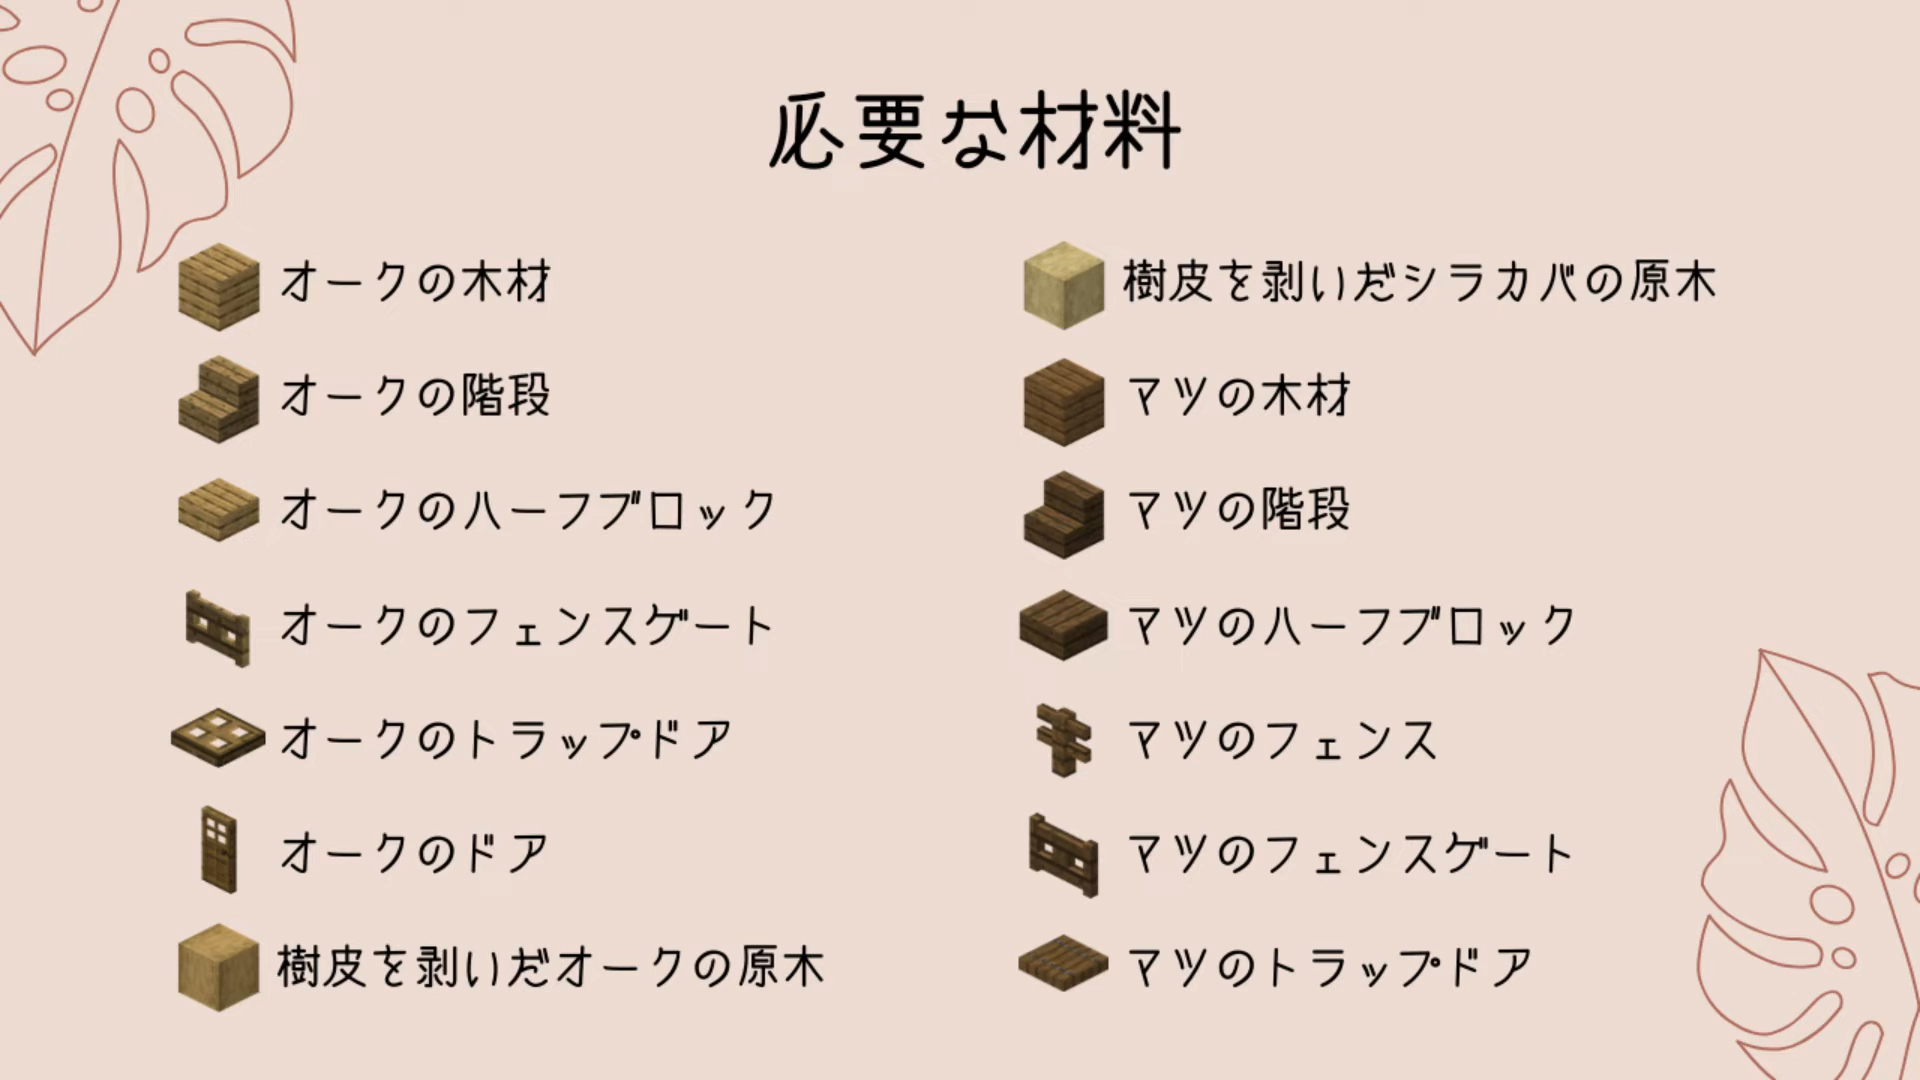 必要な材料
オークの木材
オークの階段
オークのハーフブロック
オークのフェンスゲート
オークのトラップドア
オークのドア
樹皮を剥いだオークの原木
樹皮を剥いだシラカバの原木
マツの木材
マツの階段
マツのハーフブロック
マツのフェンス
マツのフェンスゲート
マツのトラップドア